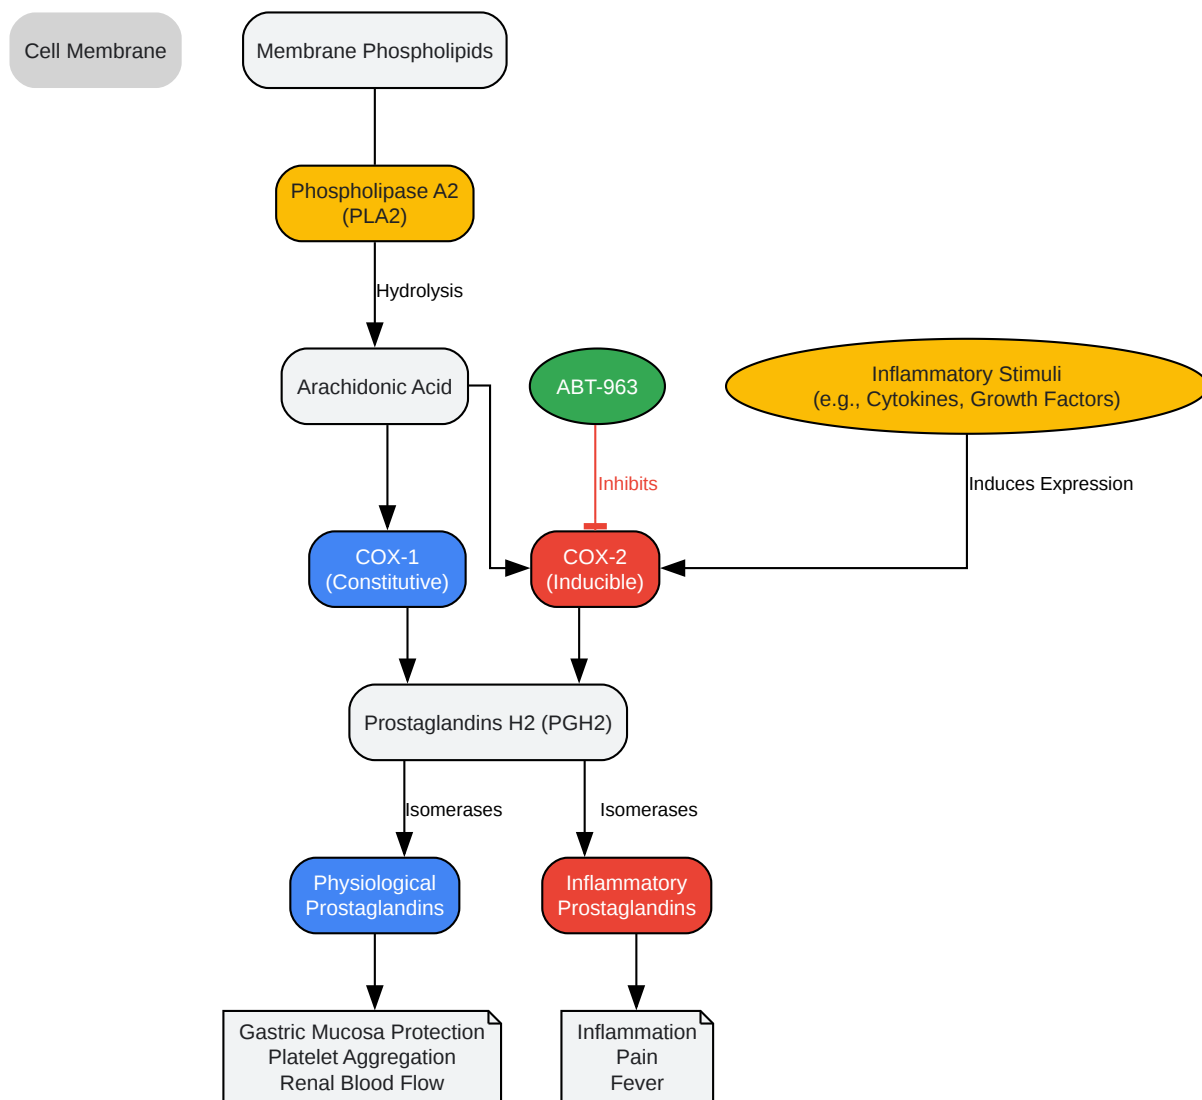 Cell Membrane
Membrane Phospholipids
Phospholipase A2
(PLA2)
Hydrolysis
Arachidonic Acid
ABT-963
Inflammatory Stimuli
(e.g., Cytokines, Growth Factors)
Inhibits
Induces Expression
COX-1
(Constitutive)
COX-2
(Inducible)
Prostaglandins H2 (PGH2)
Isomerases
Isomerases
Physiological
Prostaglandins
Inflammatory
Prostaglandins
Gastric Mucosa Protection
Platelet Aggregation
Renal Blood Flow
Inflammation
Pain
Fever